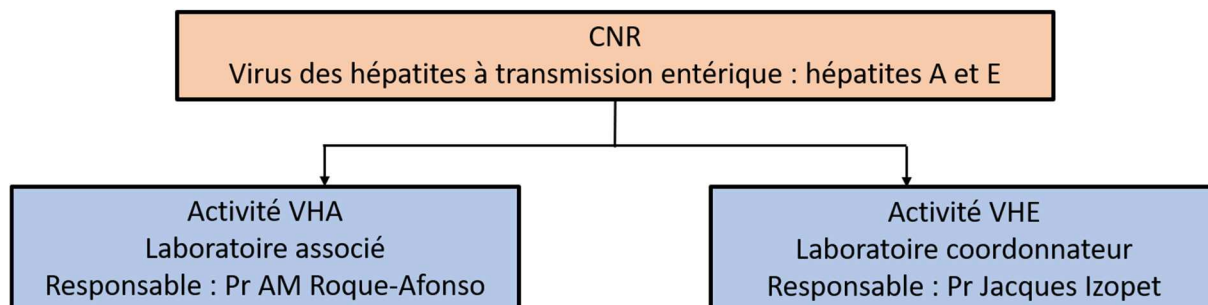 CNR
Virus des hépatites à transmission entérique : hépatites A et E
Activité VHA
Laboratoire associé
Responsable : Pr AM Roque-Afonso
Activité VHE
Laboratoire coordonnateur
Responsable : Pr Jacques Izopet